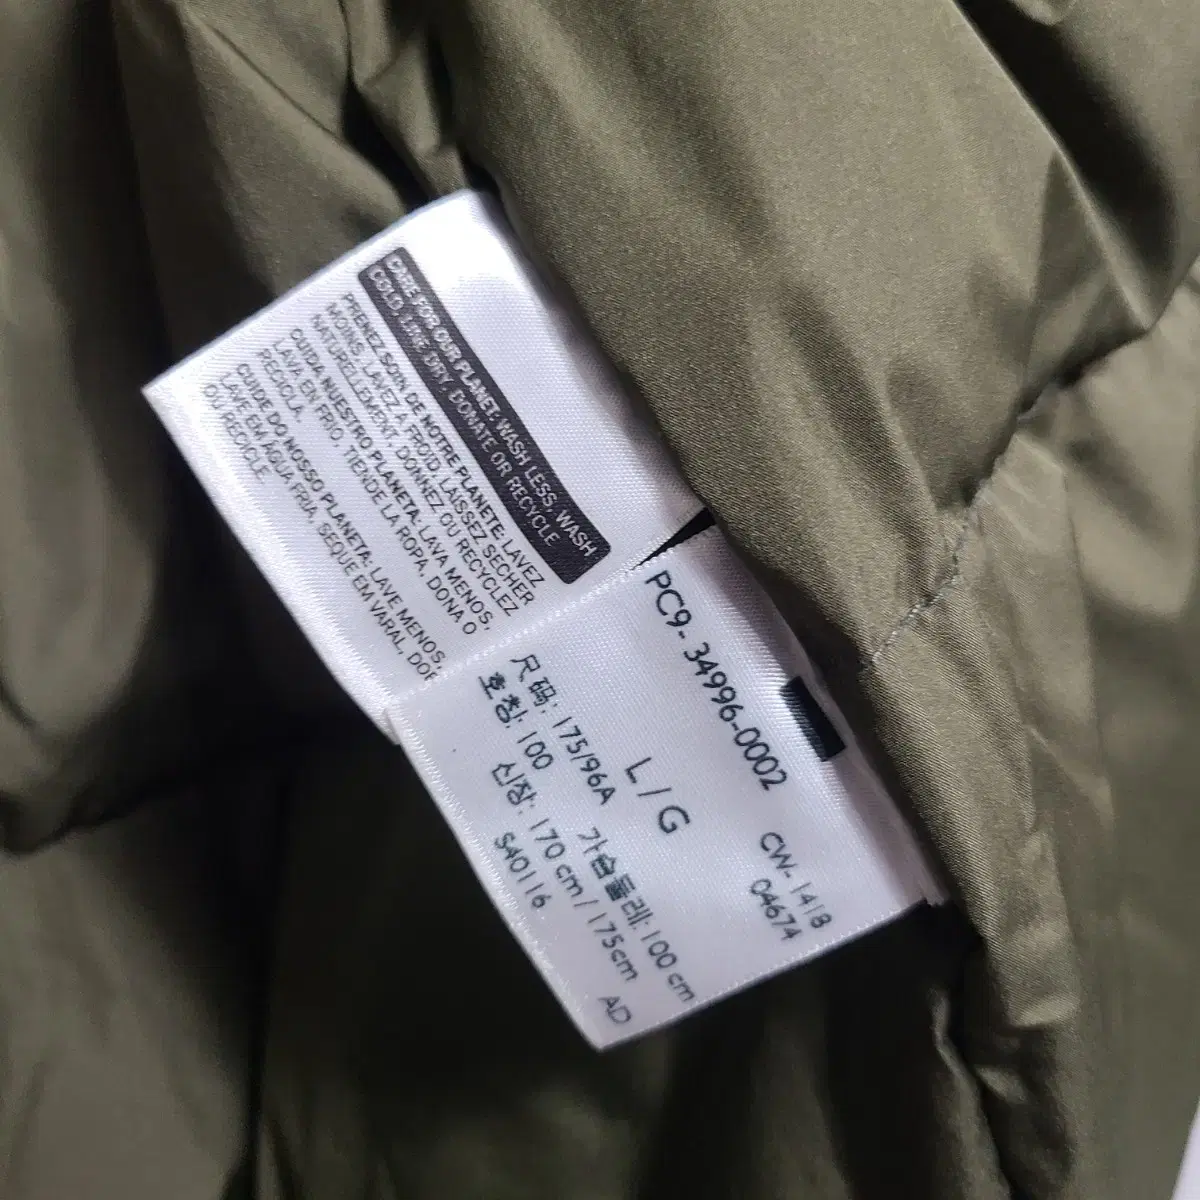 CARE FOR OUR PLANET: WASH LESS, WASH
COLD, LINE DRY, DONATE OR RECYCLE.
PRENEZ SOIN DE NOTRE PLANÈTE: LAVEZ
MOINS, LAVEZ À FROID, LAISSEZ SÉCHER
NATURELLEMENT, DONNEZ OU RECYCLEZ
CUIDA NUESTRO PLANETA: LAVA MENOS,
LAVA EN FRÍO, TIENDE LA ROPA, DONA O
RECICLA.
CUIDE DO NOSSO PLANETA: LAVE MENOS,
LAVE EM ÁGUA FRIA, SEQUE EM VARAL, DOE
OU RECICLE.
PC9-34996-0002
CW-1418
04674
L / G
尺码: 175/96A 가슴둘레: 100 cm
호칭: 100 신장: 170 cm / 175cm
S40116 AD